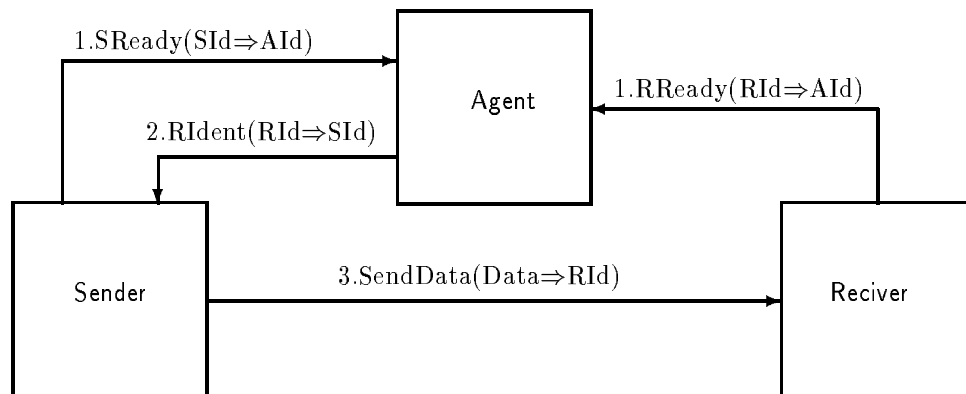 1.SReady(SId⇒AId)
Agent
1.RReady(RId⇒AId)
2.RIdent(RId⇒SId)
3.SendData(Data⇒RId)
Sender
Reciver